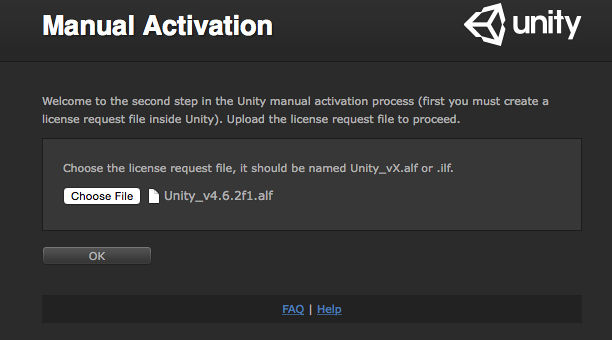 Manual Activation
unity
Welcome to the second step in the Unity manual activation process (first you must create a
license request file inside Unity). Upload the license request file to proceed.
Choose the license request file, it should be named Unity_vX.alf or .ilf.
Choose File Unity_v4.6.2f1.alf
OK
FAQ | Help